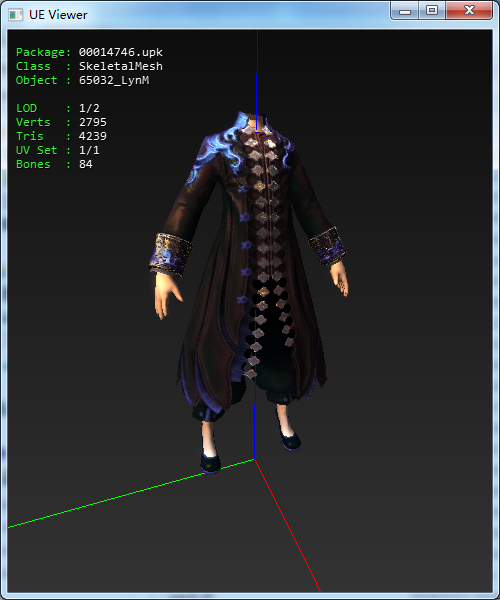 UE Viewer
Package: 00014746.upk
Class : SkeletalMesh
Object : 65032_LynM
LOD : 1/2
Verts : 2795
Tris : 4239
UV Set : 1/1
Bones : 84